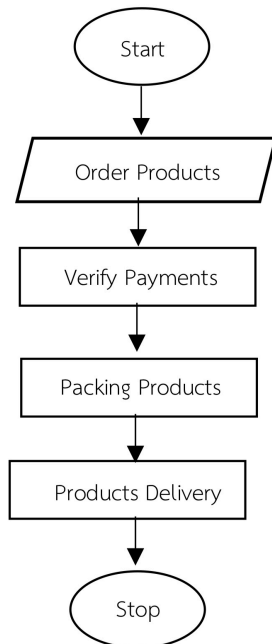 Start
Order Products
Verify Payments
Packing Products
Products Delivery
Stop